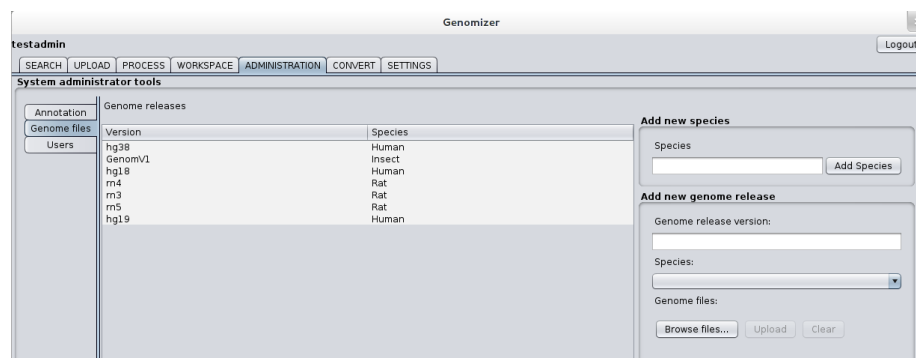 Genomizer
testadmin
Logout
SEARCH UPLOAD PROCESS WORKSPACE ADMINISTRATION CONVERT SETTINGS
System administrator tools
Annotation
Genome files
Users
Genome releases
Version Species
hg38 Human
GenomV1 Insect
hg18 Human
rn4 Rat
rn3 Rat
rn5 Rat
hg19 Human
Add new species
Species
Add Species
Add new genome release
Genome release version:
Species:
Genome files:
Browse files... Upload Clear